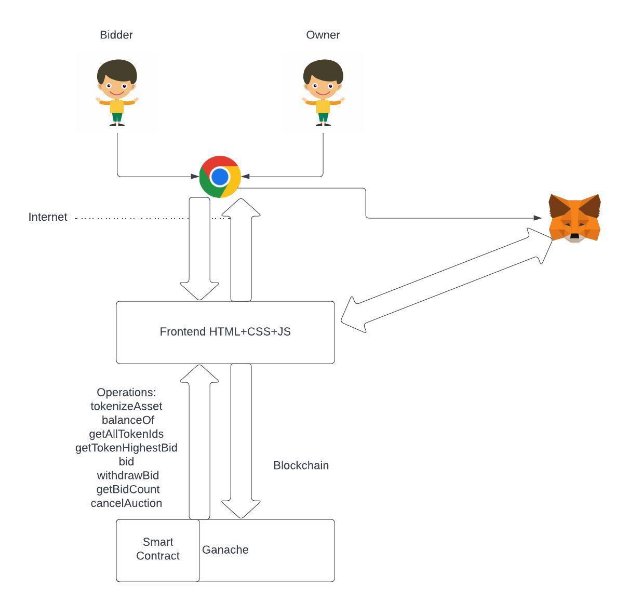 Bidder
Owner
Internet
Frontend HTML+CSS+JS
Operations:
tokenizeAsset
balanceOf
getAllTokenIds
getTokenHighestBid
bid
withdrawBid
getBidCount
cancelAuction
Blockchain
Smart
Contract
Ganache